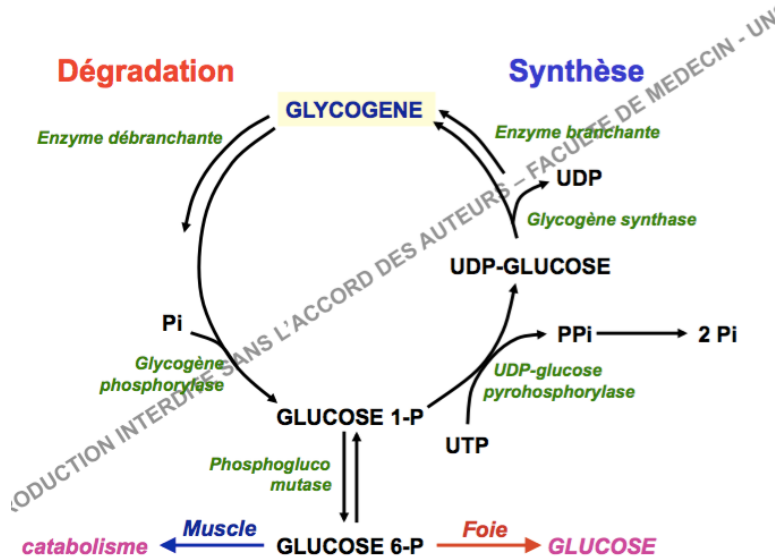 Dégradation
Synthèse
GLYCOGENE
Enzyme débranchante
Enzyme branchante
UDP
Glycogène synthase
UDP-GLUCOSE
Pi
PPi
2 Pi
Glycogène
phosphorylase
UDP-glucose
pyrohosphorylase
GLUCOSE 1-P
UTP
Phosphogluco
mutase
catabolisme
Muscle
GLUCOSE 6-P
Foie
GLUCOSE
INTERDITE SANS L'ACCORD DES AUTEURS – FACULTE DE MEDECIN - UNS